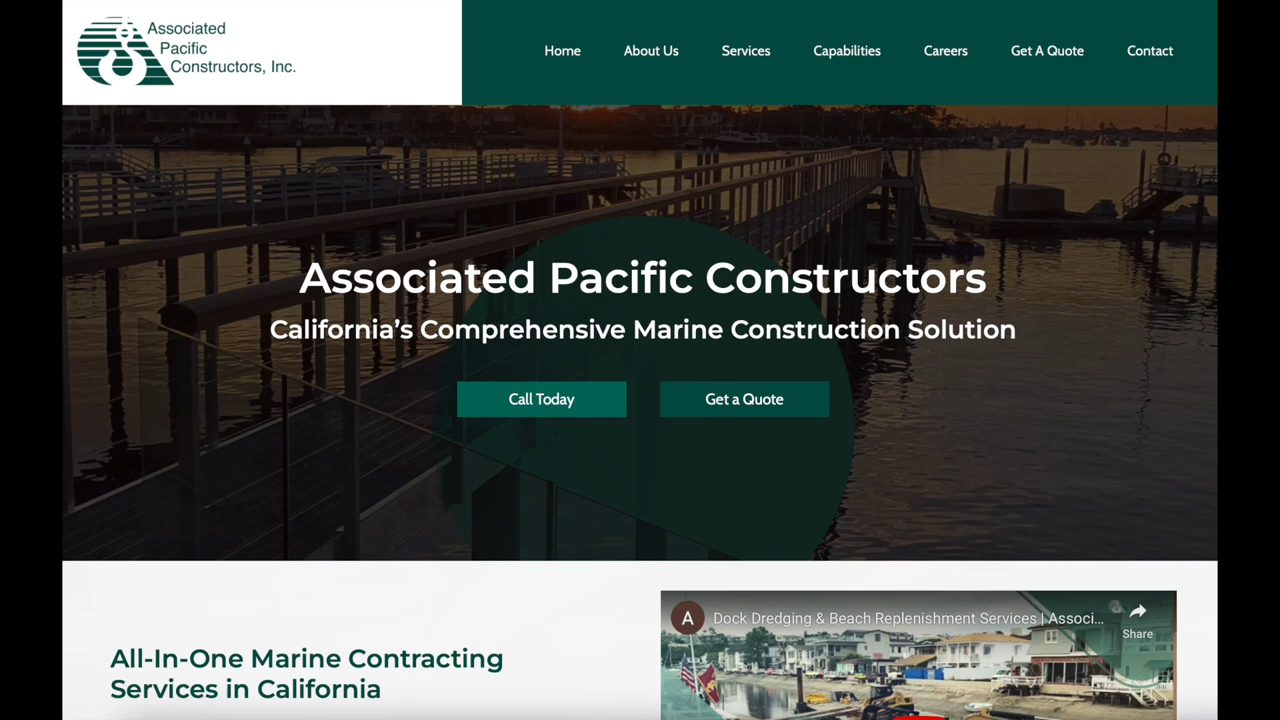 Associated
Pacific
Constructors, Inc.
Home
About Us
Services
Capabilities
Careers
Get A Quote
Contact
Associated Pacific Constructors
California’s Comprehensive Marine Construction Solution
Call Today
Get a Quote
All-In-One Marine Contracting
Services in California
A
Dock Dredging & Beach Replenishment Services | Associ...
Share